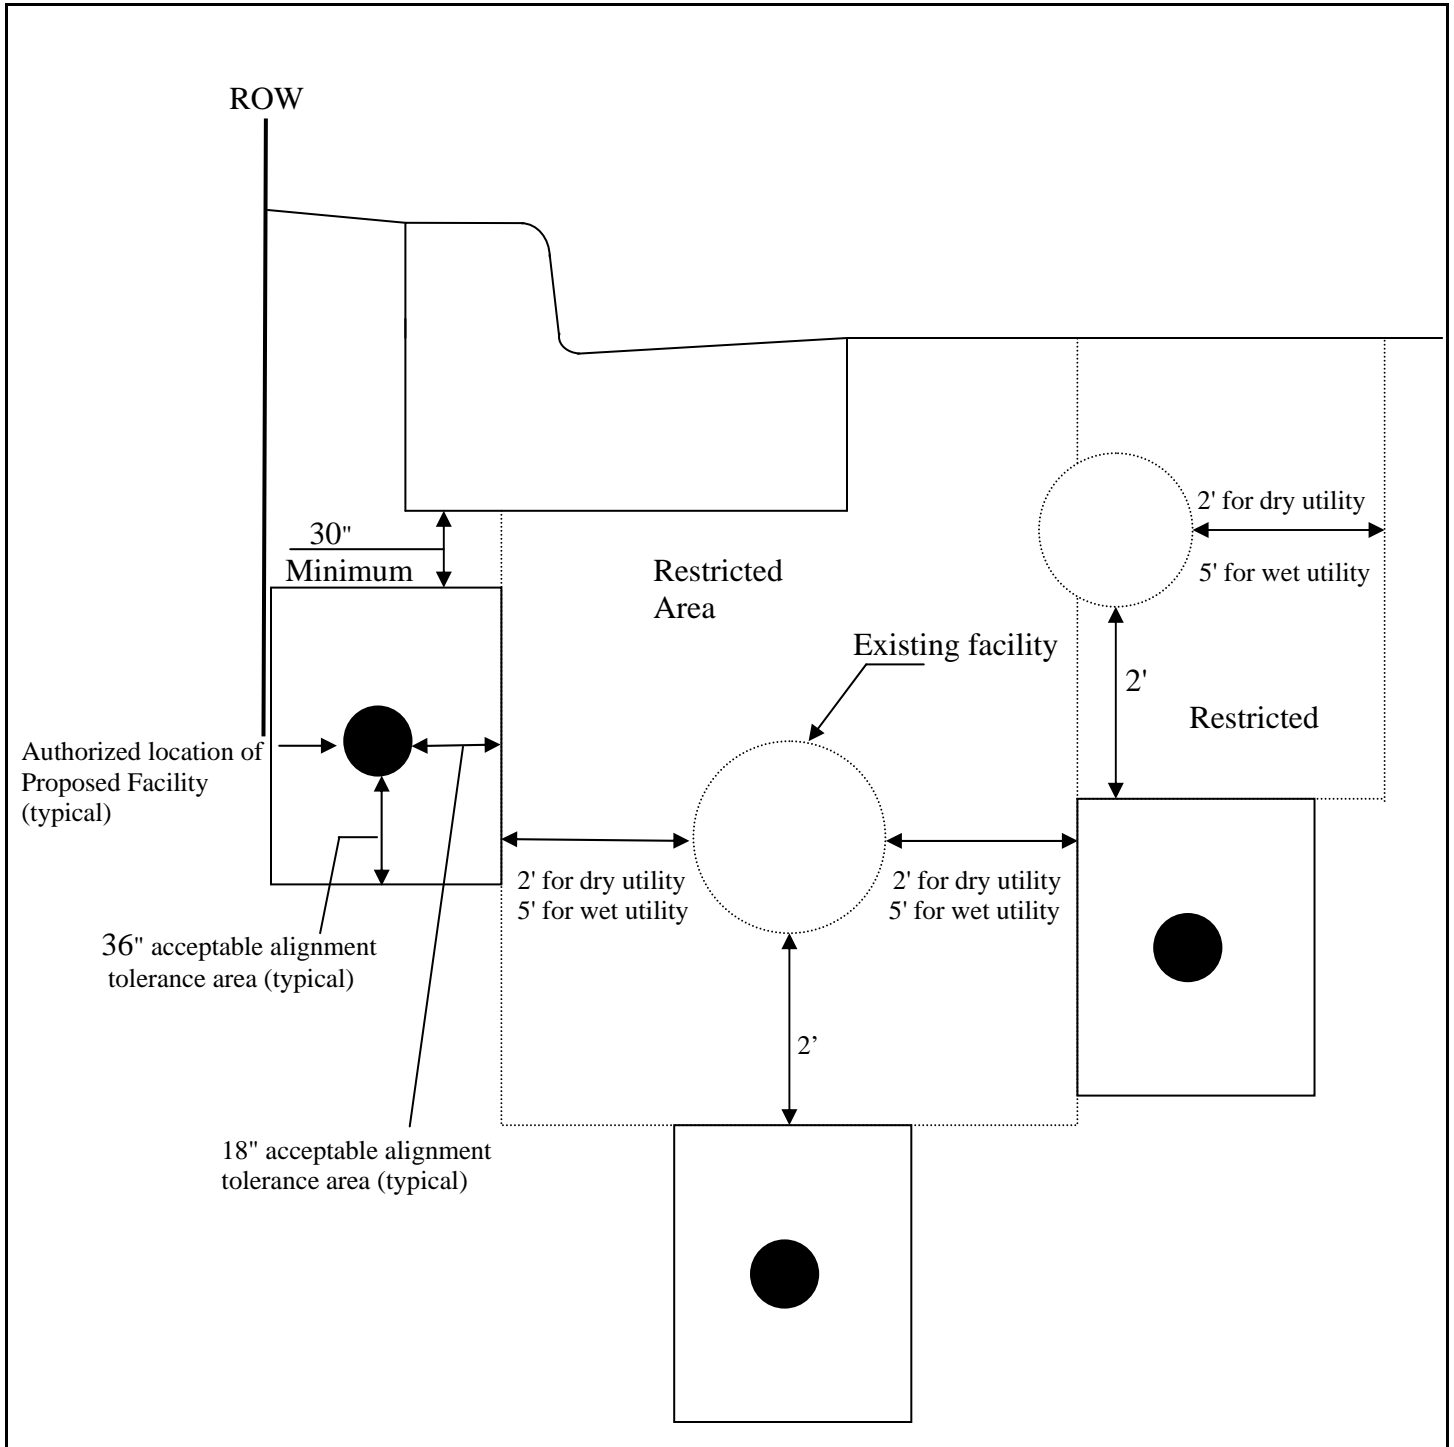 ROW
2' for dry utility
5' for wet utility
30"
Minimum
Restricted
Area
Existing facility
2'
Restricted
Authorized location of
Proposed Facility
(typical)
2' for dry utility
5' for wet utility
2' for dry utility
5' for wet utility
36" acceptable alignment
tolerance area (typical)
2’
18" acceptable alignment
tolerance area (typical)